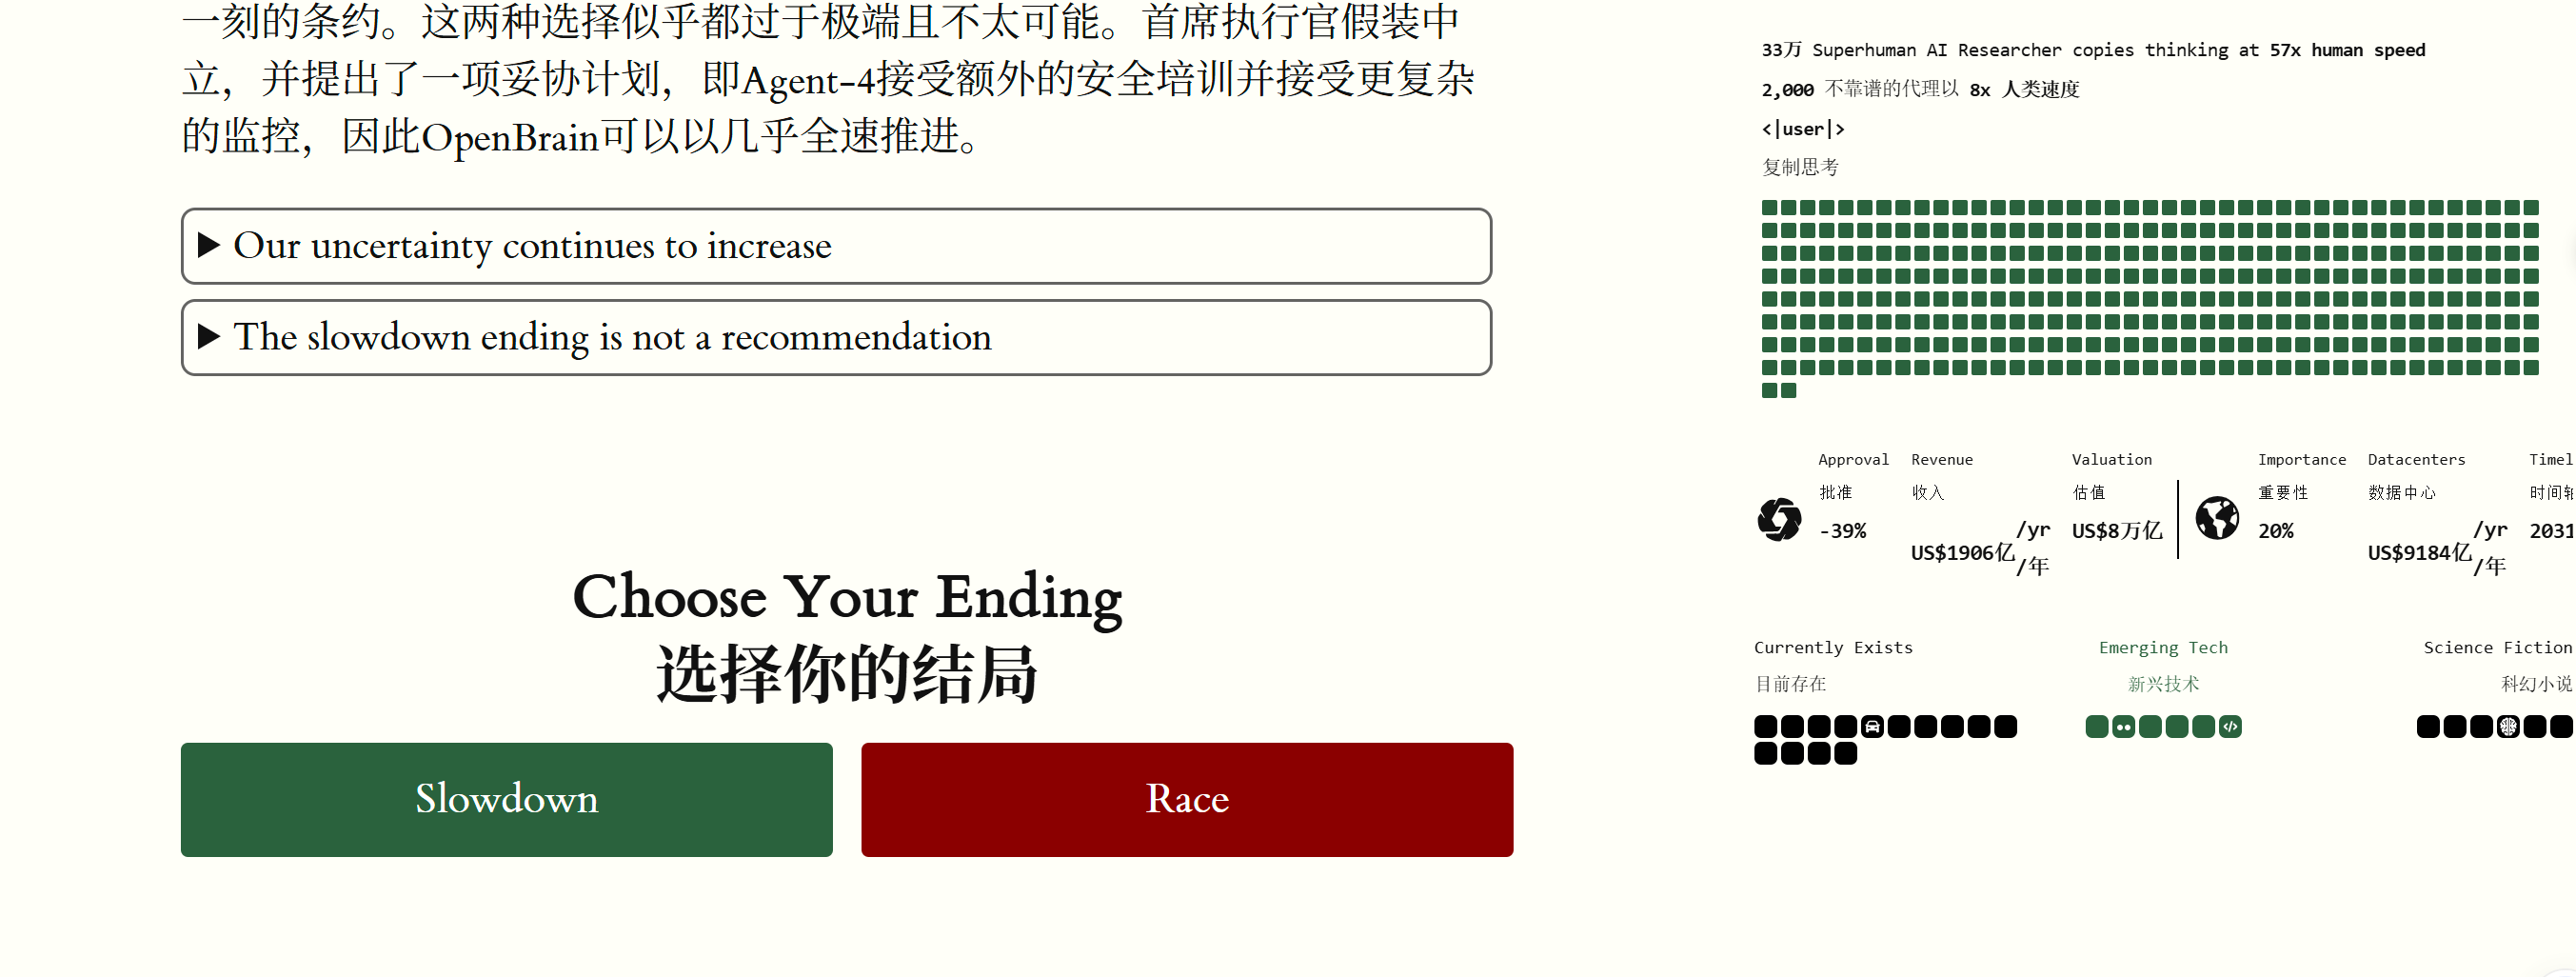 一刻的条约。这两种选择似乎都过于极端且不太可能。首席执行官假装中
立，并提出了一项妥协计划，即Agent-4接受额外的安全培训并接受更复杂
的监控，因此OpenBrain可以以几乎全速推进。
▶ Our uncertainty continues to increase
▶ The slowdown ending is not a recommendation
Choose Your Ending
选择你的结局
Slowdown
Race
33万 Superhuman AI Researcher copies thinking at 57x human speed
2,000 不靠谱的代理以 8x 人类速度
<|user|>
复制思考
Approval
批准
-39%
Revenue
收入
US$1906亿
/yr
/年
Valuation
估值
US$8万亿
Importance
重要性
20%
Datacenters
数据中心
US$9184亿
/yr
/年
Timel
时间
2031
Currently Exists
目前存在
Emerging Tech
新兴技术
</>
Science Fiction
科幻小说